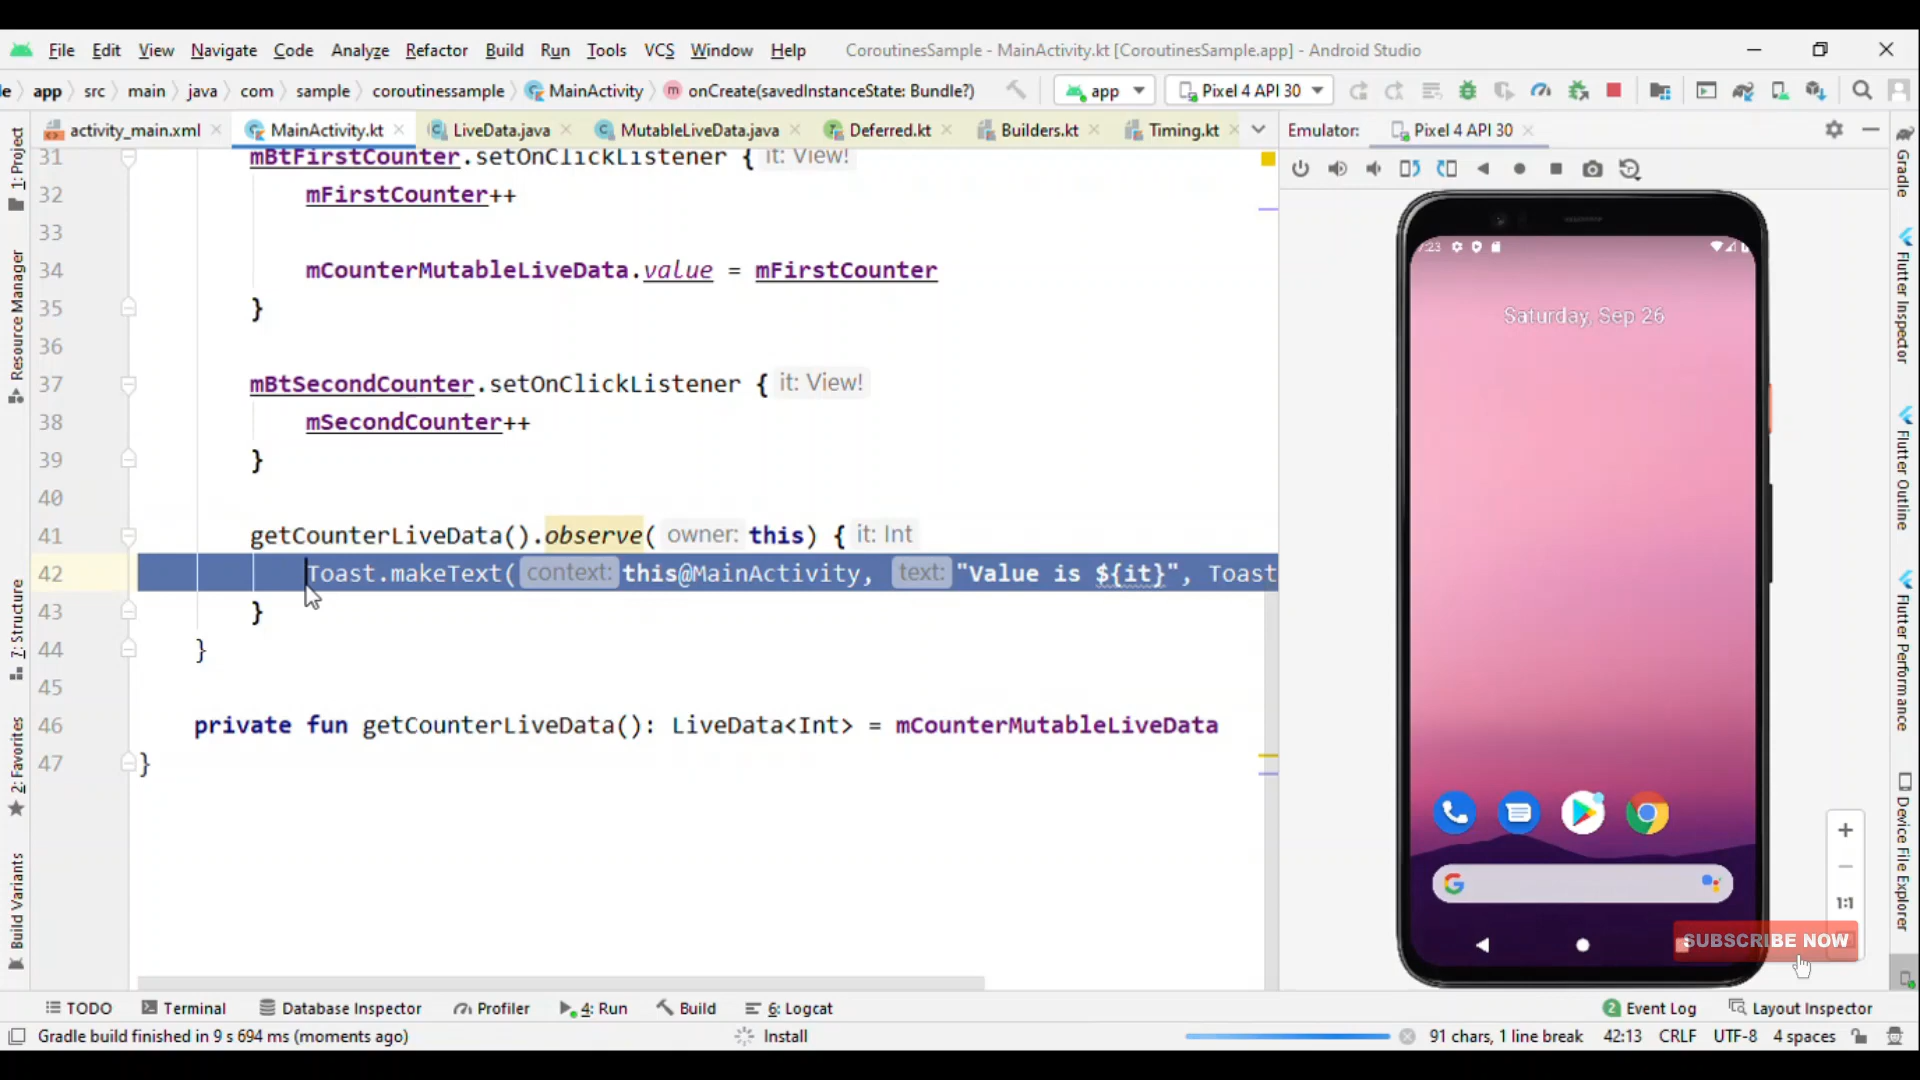 File Edit View Navigate Code Analyze Refactor Build Run Tools VCS Window Help CoroutinesSample - MainActivity.kt [CoroutinesSample.app] - Android Studio
app src main java com sample coroutinessample MainActivity onCreate(savedInstanceState: Bundle?) app Pixel 4 API 30
activity_main.xml MainActivity.kt LiveData.java MutableLiveData.java Deferred.kt Builders.kt Timing.kt Emulator: Pixel 4 API 30
31 mBtFirstCounter.setOnClickListener { it: View!
32 mFirstCounter++
33
34 mCounterMutableLiveData.value = mFirstCounter
35 }
36
37 mBtSecondCounter.setOnClickListener { it: View!
38 mSecondCounter++
39 }
40
41 getCounterLiveData().observe( owner: this) { it: Int
42 Toast.makeText( context: this@MainActivity, text: "Value is ${it}", Toast
43 }
44 }
45
46 private fun getCounterLiveData(): LiveData<Int> = mCounterMutableLiveData
47 }
1: Project
Resource Manager
7: Structure
2: Favorites
Build Variants
Saturday, Sep 26
1:1
SUBSCRIBE NOW
Gradle
Flutter Inspector
Flutter Outline
Flutter Performance
Device File Explorer
TODO Terminal Database Inspector Profiler 4: Run Build 6: Logcat 2 Event Log Layout Inspector
Gradle build finished in 9 s 694 ms (moments ago) Install 91 chars, 1 line break 42:13 CRLF UTF-8 4 spaces